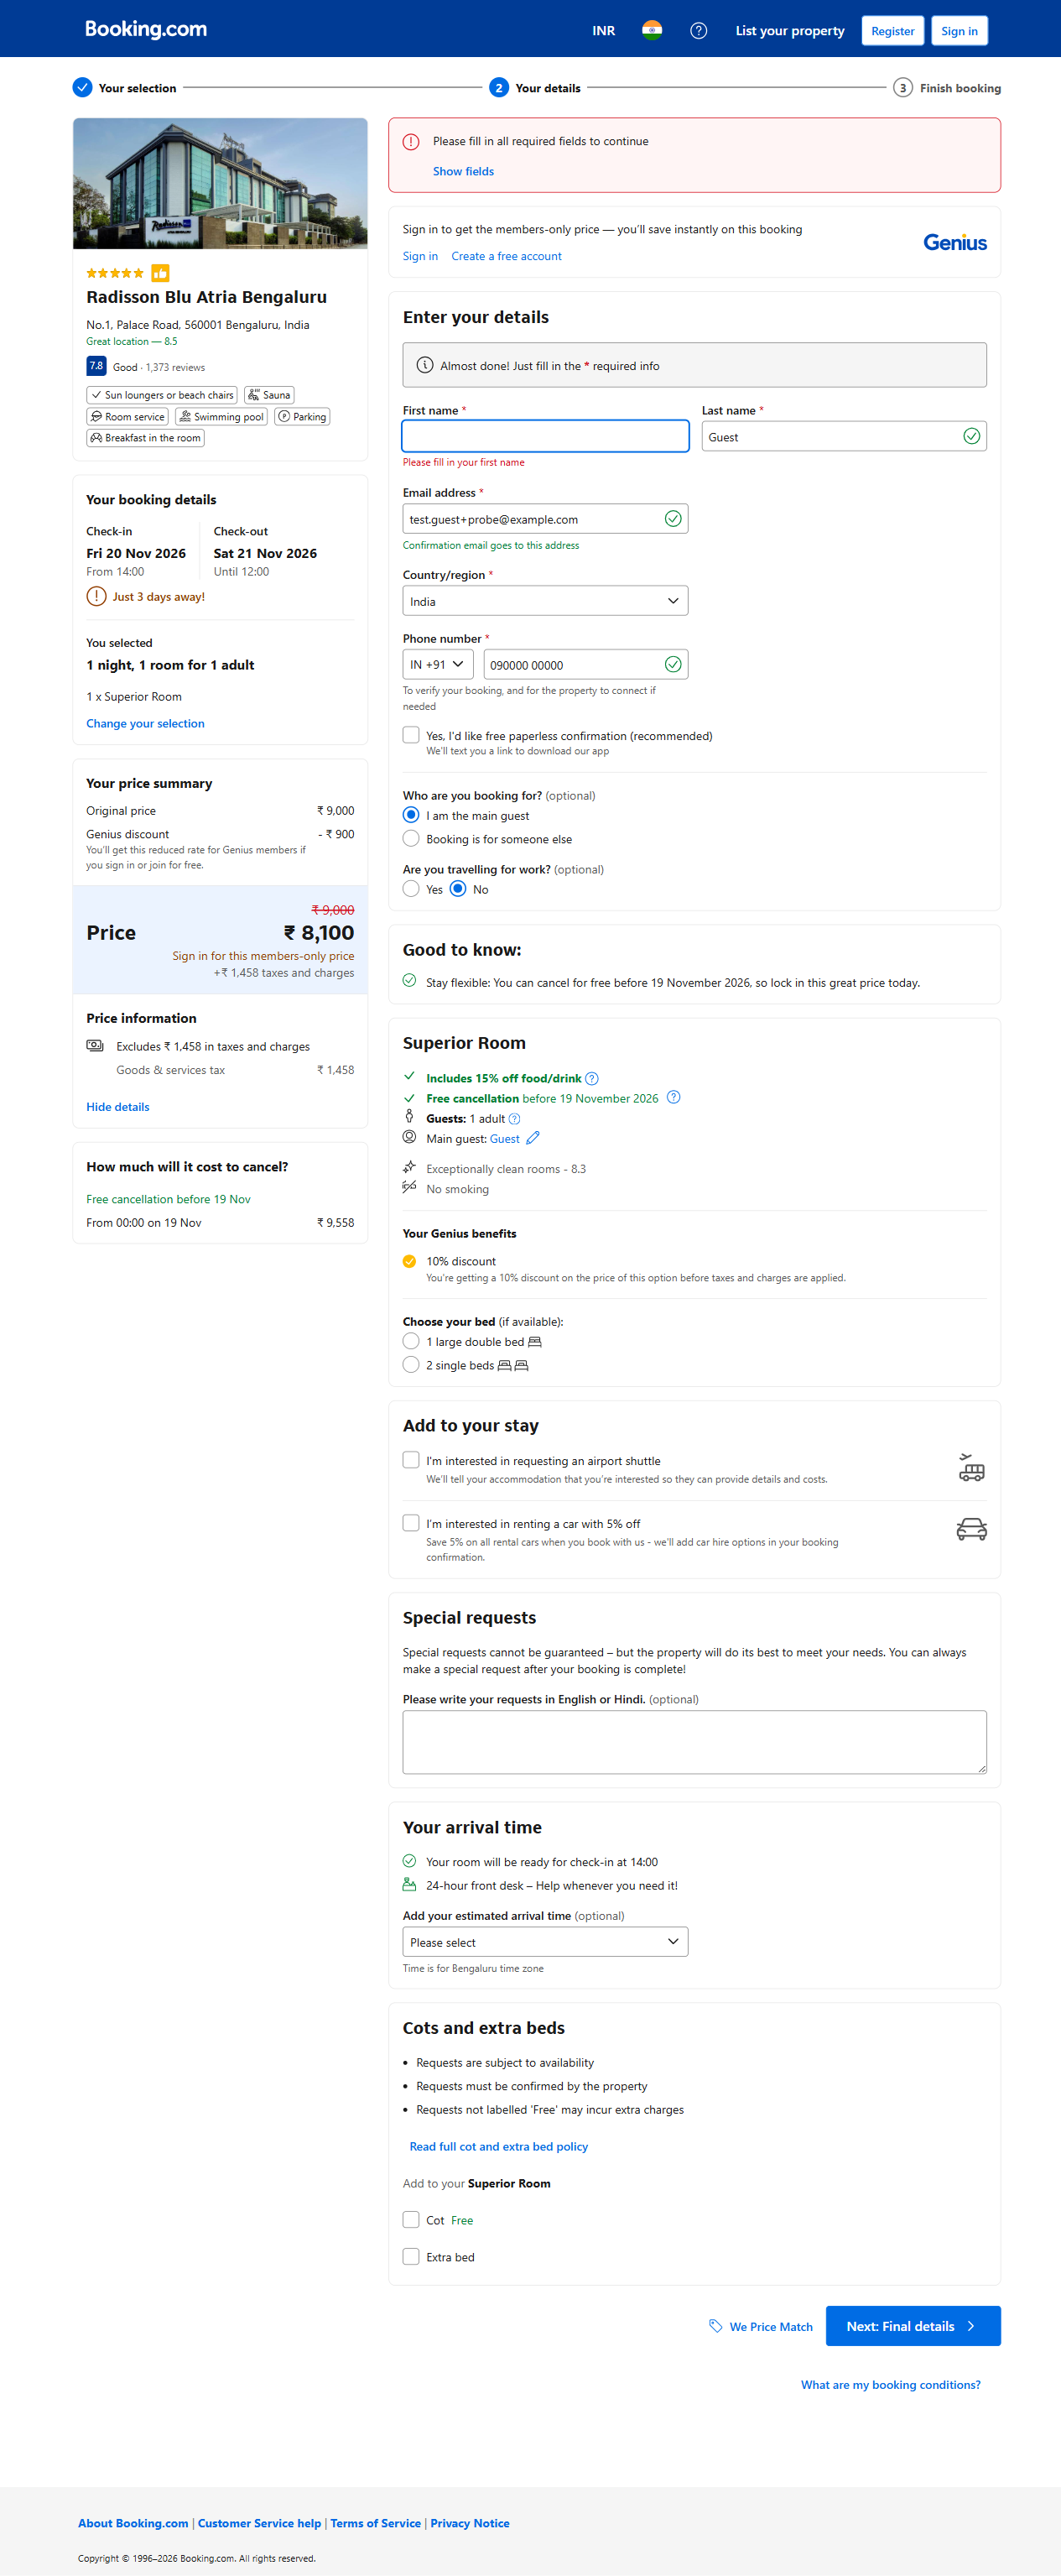 Booking.com
INR
List your property
Register
Sign in
Your selection
2
Your details
3
Finish booking
Radisson
Radisson Blu Atria Bengaluru
No.1, Palace Road, 560001 Bengaluru, India
Great location — 8.5
7.8
Good · 1,373 reviews
Sun loungers or beach chairs
Sauna
Room service
Swimming pool
Parking
Breakfast in the room
Your booking details
Check-in
Fri 20 Nov 2026
From 14:00
Check-out
Sat 21 Nov 2026
Until 12:00
Just 3 days away!
You selected
1 night, 1 room for 1 adult
1 x Superior Room
Change your selection
Your price summary
Original price
₹ 9,000
Genius discount
- ₹ 900
You'll get this reduced rate for Genius members if
you sign in or join for free.
₹ 9,000
Price
₹ 8,100
Sign in for this members-only price
+₹ 1,458 taxes and charges
Price information
Excludes ₹ 1,458 in taxes and charges
Goods & services tax
₹ 1,458
Hide details
How much will it cost to cancel?
Free cancellation before 19 Nov
From 00:00 on 19 Nov
₹ 9,558
Please fill in all required fields to continue
Show fields
Sign in to get the members-only price — you'll save instantly on this booking
Sign in
Create a free account
Genius
Enter your details
Almost done! Just fill in the * required info
First name *
Please fill in your first name
Last name *
Guest
Email address *
test.guest+probe@example.com
Confirmation email goes to this address
Country/region *
India
Phone number *
IN +91
090000 00000
To verify your booking, and for the property to connect if
needed
Yes, I'd like free paperless confirmation (recommended)
We'll text you a link to download our app
Who are you booking for? (optional)
I am the main guest
Booking is for someone else
Are you travelling for work? (optional)
Yes
No
Good to know:
Stay flexible: You can cancel for free before 19 November 2026, so lock in this great price today.
Superior Room
Includes 15% off food/drink
Free cancellation before 19 November 2026
Guests: 1 adult
Main guest: Guest
Exceptionally clean rooms - 8.3
No smoking
Your Genius benefits
10% discount
You're getting a 10% discount on the price of this option before taxes and charges are applied.
Choose your bed (if available):
1 large double bed
2 single beds
Add to your stay
I'm interested in requesting an airport shuttle
We'll tell your accommodation that you're interested so they can provide details and costs.
I'm interested in renting a car with 5% off
Save 5% on all rental cars when you book with us - we'll add car hire options in your booking
confirmation.
Special requests
Special requests cannot be guaranteed – but the property will do its best to meet your needs. You can always
make a special request after your booking is complete!
Please write your requests in English or Hindi. (optional)
Your arrival time
Your room will be ready for check-in at 14:00
24-hour front desk – Help whenever you need it!
Add your estimated arrival time (optional)
Please select
Time is for Bengaluru time zone
Cots and extra beds
• Requests are subject to availability
• Requests must be confirmed by the property
• Requests not labelled 'Free' may incur extra charges
Read full cot and extra bed policy
Add to your Superior Room
Cot Free
Extra bed
We Price Match
Next: Final details
What are my booking conditions?
About Booking.com | Customer Service help | Terms of Service | Privacy Notice
Copyright © 1996–2026 Booking.com. All rights reserved.